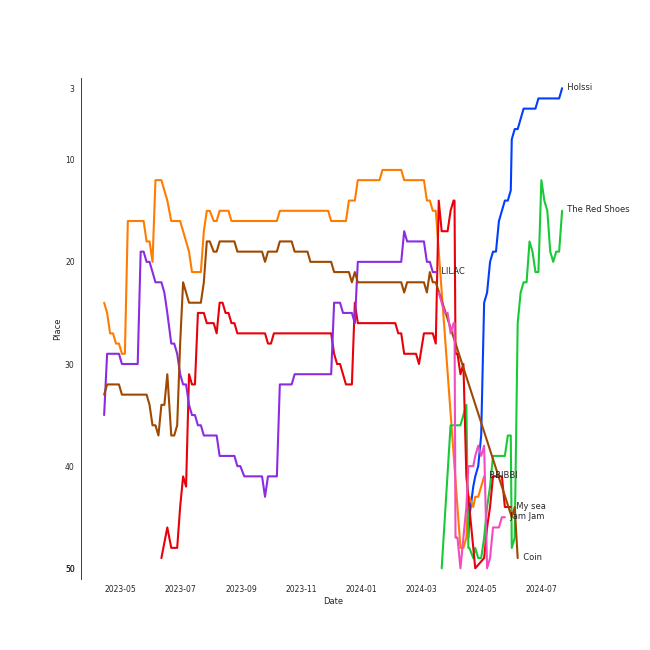 3
Holssi
10
The Red Shoes
20
LILAC
30
Place
40
BBIBBI
My sea
Jam Jam
Coin
50
2023-05
2023-07
2023-09
2023-11
2024-01
2024-03
2024-05
2024-07
Date